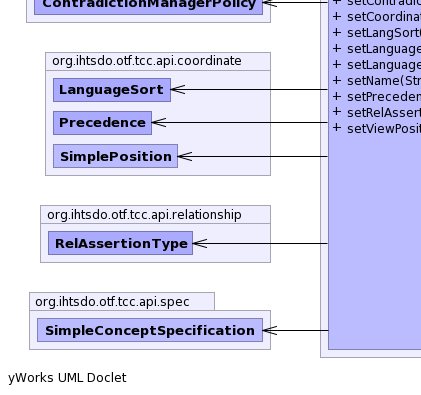 ContradictionManagerPolicy
org.ihtsdo.otf.tcc.api.coordinate
LanguageSort
Precedence
SimplePosition
org.ihtsdo.otf.tcc.api.relationship
RelAssertionType
org.ihtsdo.otf.tcc.api.spec
SimpleConceptSpecification
+ setContradic
+ setCoordinat
+ setLangSort(
+ setLanguage
+ setLanguage
+ setName(Str
+ setPreceden
+ setRelAssert
+ setViewPosit
yWorks UML Doclet